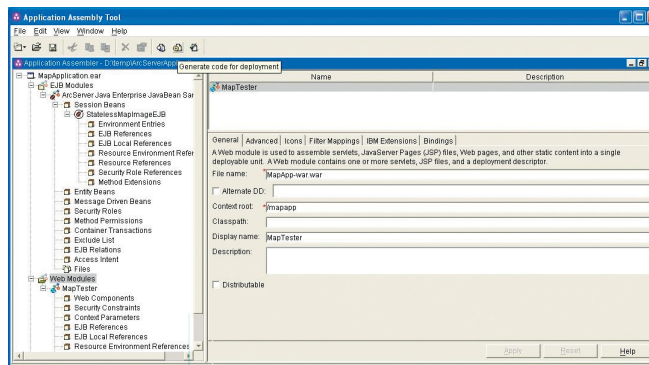 Application Assembly Tool
File Edit View Window Help
Application Assembler - D:\temp\ArcServerAppl
Generate code for deployment
MapApplication.ear
EJB Modules
ArcServer Java Enterprise JavaBean Sar
Session Beans
StatelessMapImageEJB
Environment Entries
EJB References
EJB Local References
Resource Environment Refer
Resource References
Security Role References
Method Extensions
Entity Beans
Message Driven Beans
Security Roles
Method Permissions
Container Transactions
Exclude List
EJB Relations
Access Intent
Files
Web Modules
MapTester
Web Components
Security Constraints
Context Parameters
EJB References
EJB Local References
Resource Environment References
Name Description
MapTester
General Advanced Icons Filter Mappings IBM Extensions Bindings
A Web module is used to assemble servlets, JavaServer Pages (JSP) files, Web pages, and other static content into a single
deployable unit. A Web module contains one or more servlets, JSP files, and a deployment descriptor.
File name: *MapApp-war.war
Alternate DD:
Context root: */mapapp
Classpath:
Display name: MapTester
Description:
Distributable
Apply Reset Help